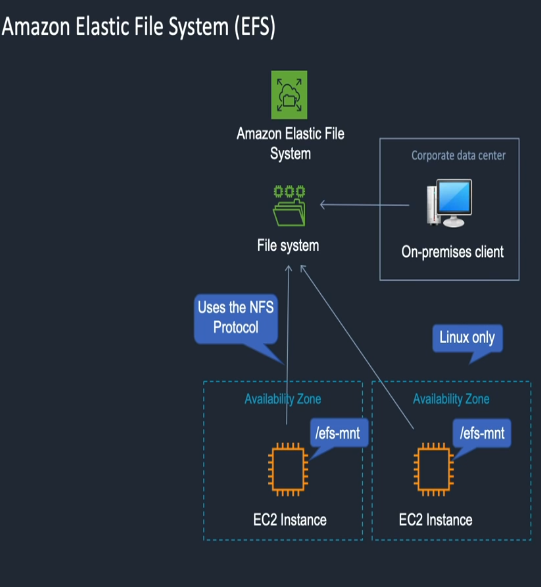 Amazon Elastic File System (EFS)
Amazon Elastic File
System
Corporate data center
File system
On-premises client
Uses the NFS
Protocol
Linux only
Availability Zone
Availability Zone
/efs-mnt
/efs-mnt
EC2 Instance
EC2 Instance